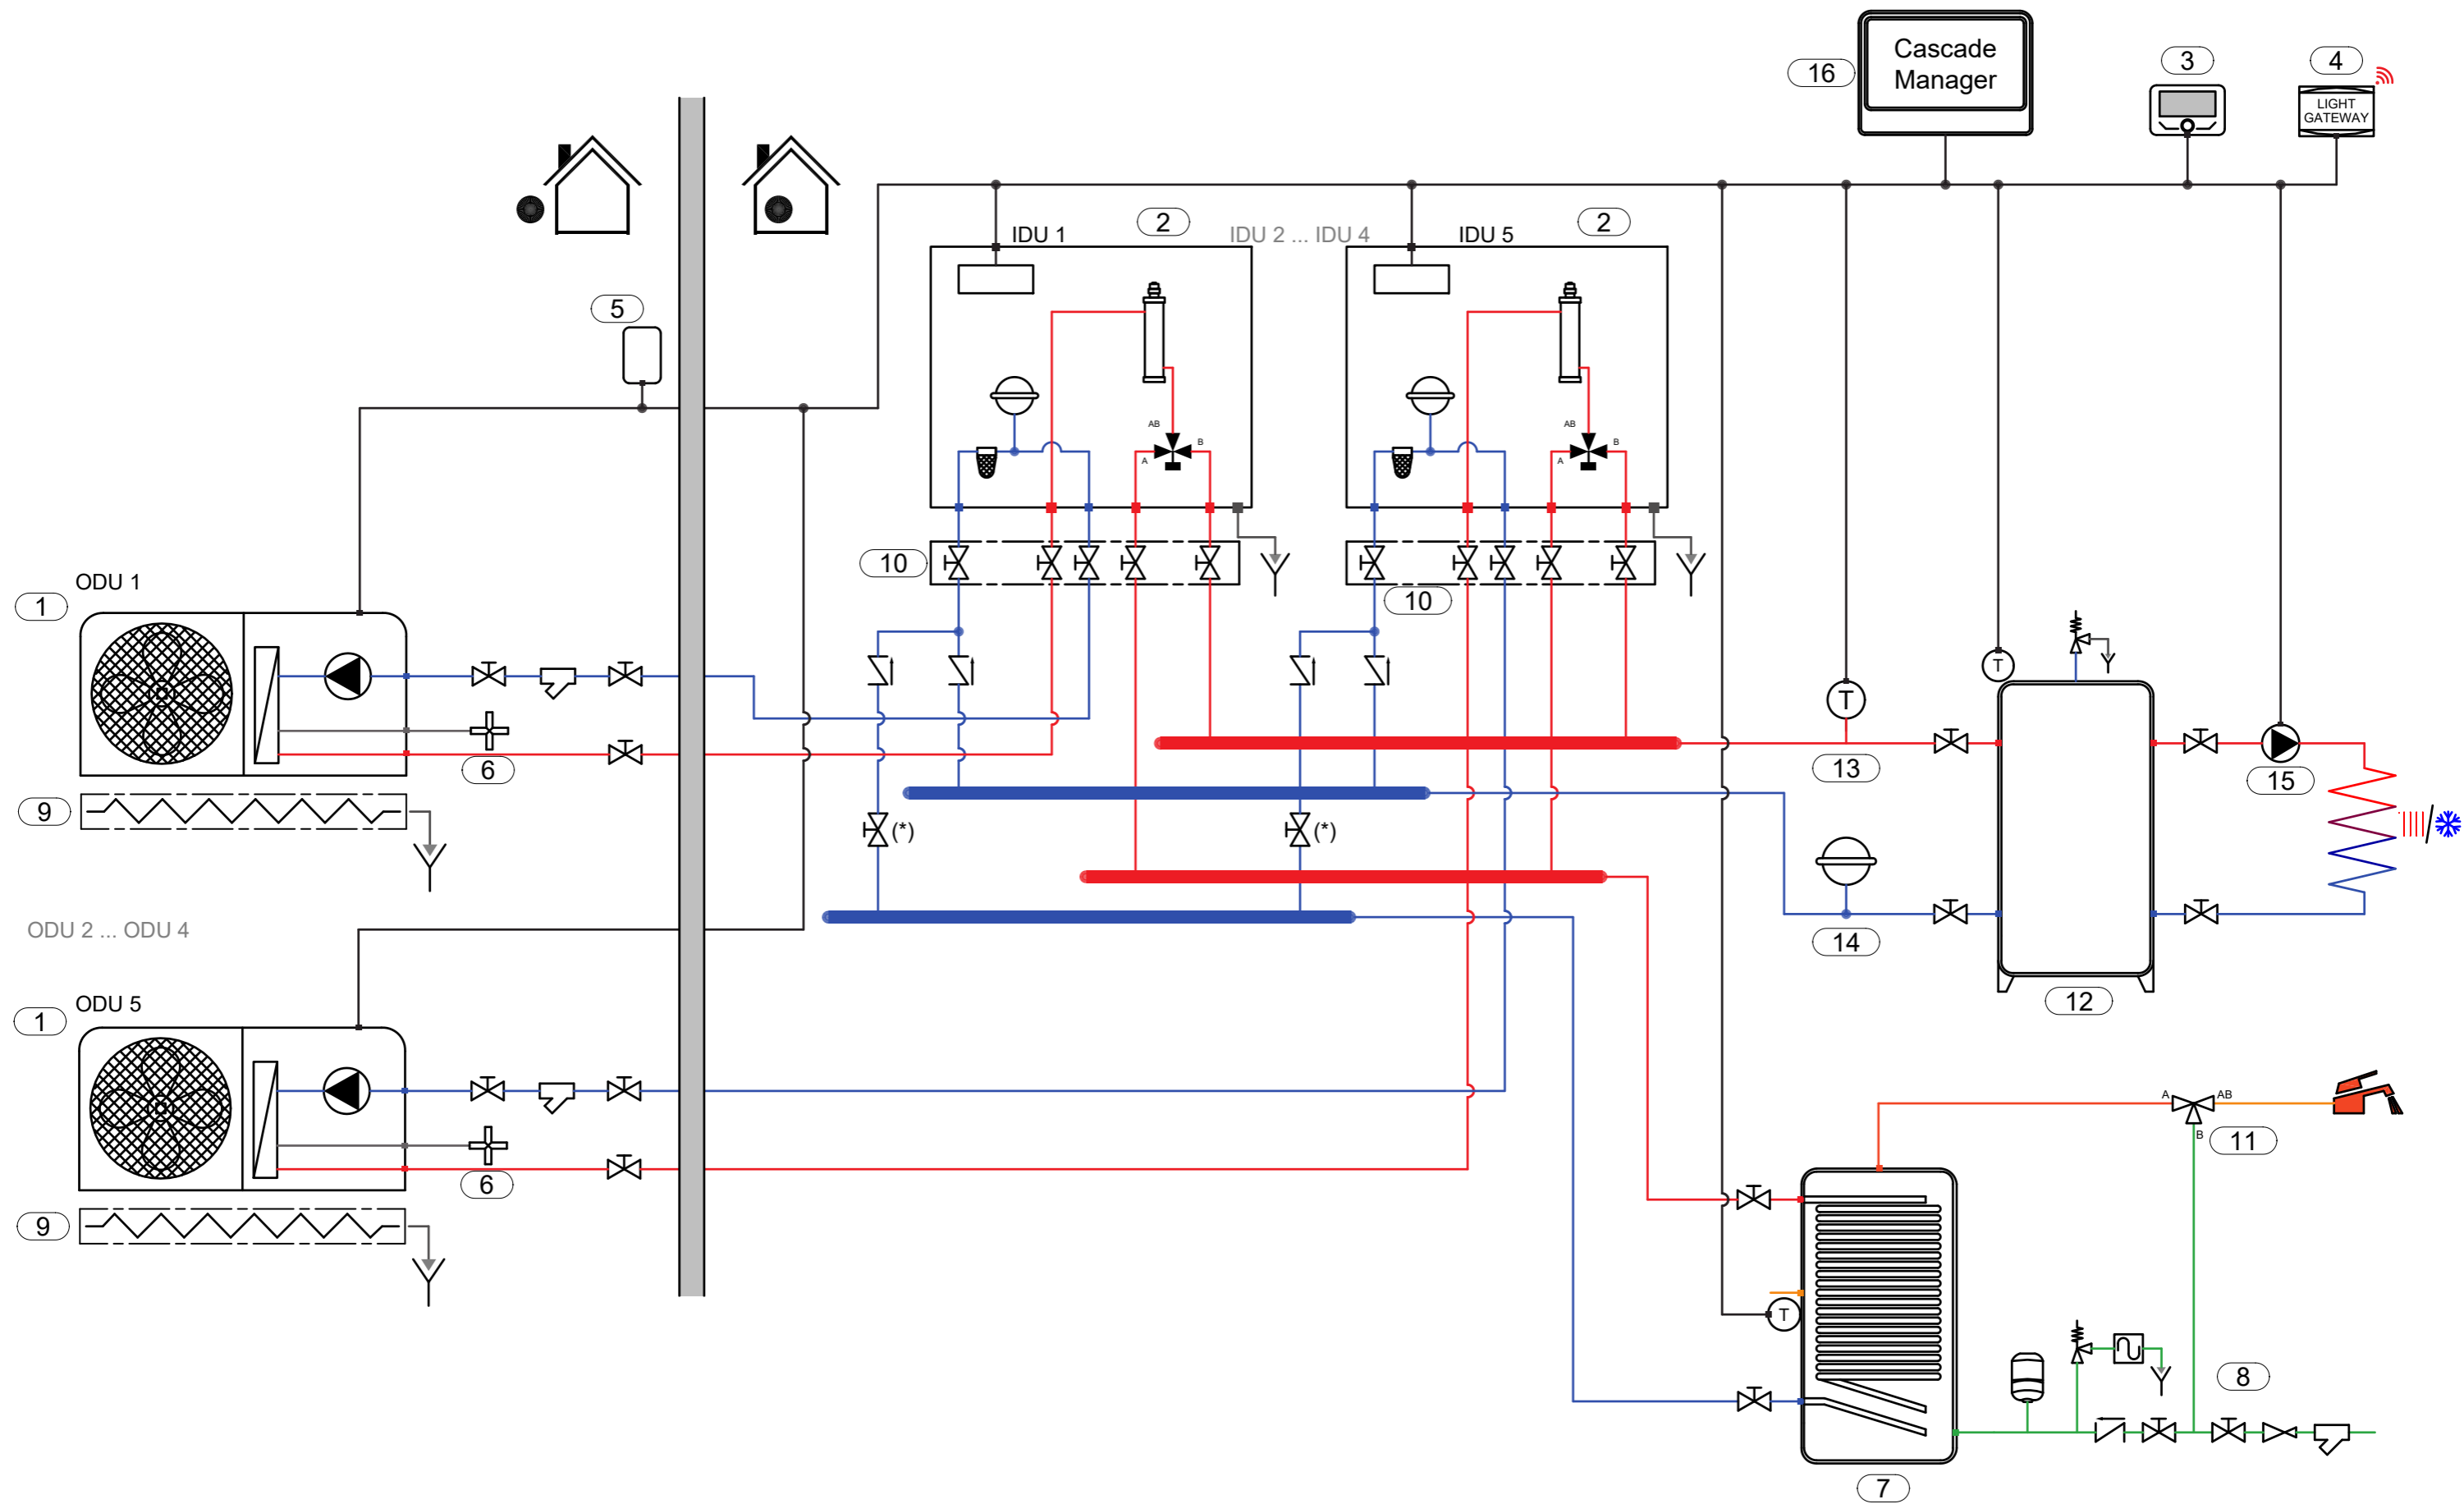 Cascade
Manager
16
3
4
LIGHT
GATEWAY
2
2
IDU 1
IDU 2 ... IDU 4
IDU 5
5
AB
B
A
AB
B
A
10
10
ODU 1
1
T
T
6
13
15
9
(*)
(*)
ODU 2 ... ODU 4
14
12
ODU 5
1
A
AB
B
11
6
9
T
8
7